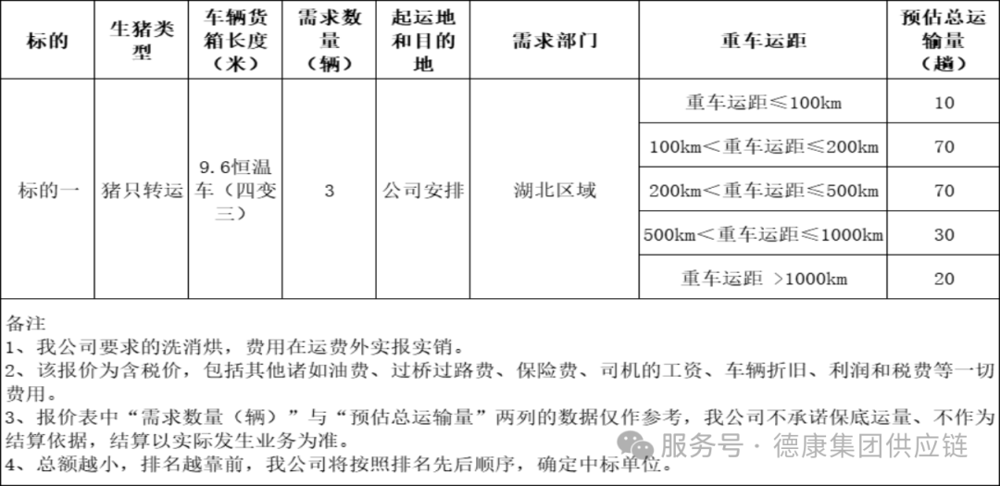 标的
生猪类
型
车辆货
箱长度
（米）
需求数
量
（辆）
起运地
和目的
地
需求部门
重车运距
预估总运
输量
（趟）
标的一
猪只转运
9.6恒温
车（四变
三）
3
公司安排
湖北区域
重车运距≤100km
10
100km＜重车运距≤200km
70
200km＜重车运距≤500km
70
500km＜重车运距≤1000km
30
重车运距 >1000km
20
备注
1、我公司要求的洗消烘，费用在运费外实报实销。
2、该报价为含税价，包括其他诸如油费、过桥过路费、保险费、司机的工资、车辆折旧、利润和税费等一切
费用。
3、报价表中“需求数量（辆）”与“预估总运输量”两列的数据仅作参考，我公司不承诺保底运量、不作为
结算依据，结算以实际发生业务为准。
4、总额越小，排名越靠前，我公司将按照排名先后顺序，确定中标单位。
服务号 · 德康集团供应链